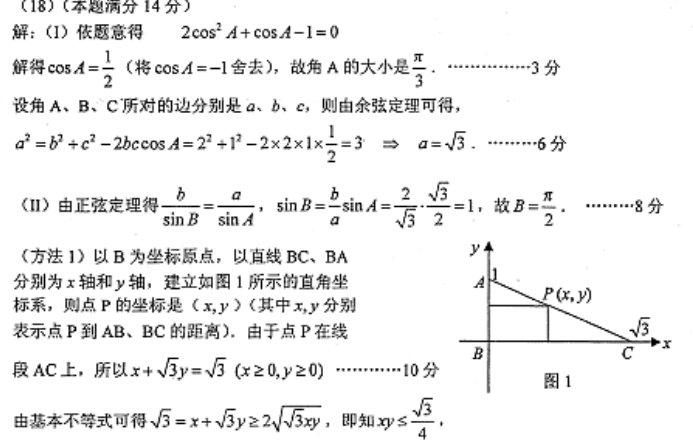 （18）（本题满分 14 分）
解：（I）依题意得 2cos² A+cos A−1=0
解得 cos A=1/2（将 cos A=−1 舍去），故角 A 的大小是 π/3． ……………3 分
设角 A、B、C 所对的边分别是 a、b、c，则由余弦定理可得，
a²=b²+c²−2bc cos A=2²+1²−2×2×1×1/2=3 ⇒ a=√3． ………6 分
（II）由正弦定理得 b/sin B=a/sin A，sin B=b/a sin A=2/√3·√3/2=1，故 B=π/2． ………8 分
（方法 1）以 B 为坐标原点，以直线 BC、BA
分别为 x 轴和 y 轴，建立如图 1 所示的直角坐
标系，则点 P 的坐标是（x, y）（其中 x, y 分别
表示点 P 到 AB、BC 的距离）．由于点 P 在线
段 AC 上，所以 x+√3y=√3 (x≥0, y≥0) …………10 分
由基本不等式可得 √3=x+√3y≥2√(√3xy)，即知 xy≤√3/4，
y
A 1
P (x, y)
√3
B C x
图 1